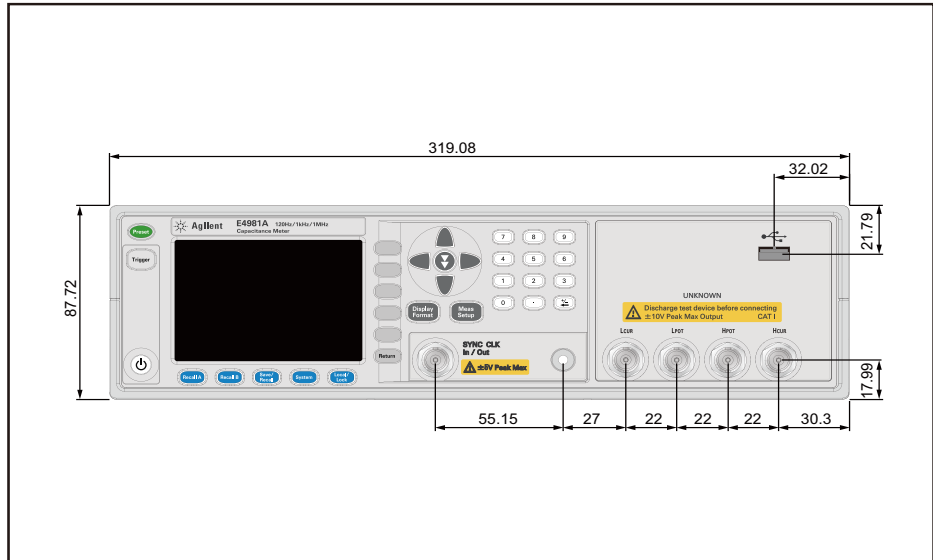 319.08
32.02
87.72
21.79
Preset
Agilent E4981A 120Hz/1kHz/1MHz
Capacitance Meter
Trigger
7 8 9
4 5 6
1 2 3
0 .
Display
Format
Meas
Setup
UNKNOWN
Discharge test device before connecting
±10V Peak Max Output CAT I
LCUR LPOT HPOT HCUR
SYNC CLK
In / Out
±5V Peak Max
Return
Recall A
Recall B
Save/
Recall
System
Local/
Lock
17.99
55.15 27 22 22 22 30.3